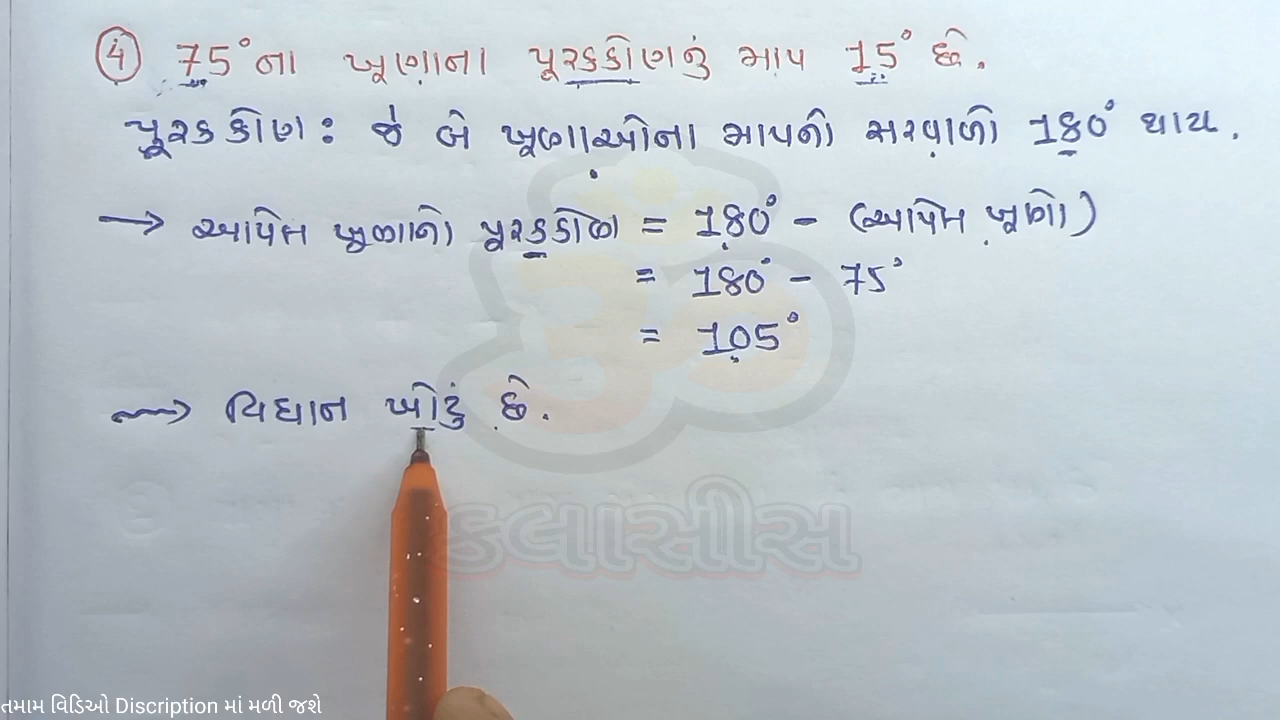 ④ 75° ના ખૂણાના પૂરકકોણનું માપ 15° છે.
પૂરકકોણ : જે બે ખૂણાઓના માપનો સરવાળો 180° થાય.
→ આપેલ ખૂણાનો પૂરકકોણ = 180° - (આપેલ ખૂણો)
= 180° - 75°
= 105°
→ વિધાન ખોટું છે.
ૐ
કલાસીસ
તમામ વિડિઓ Discription માં મળી જશે